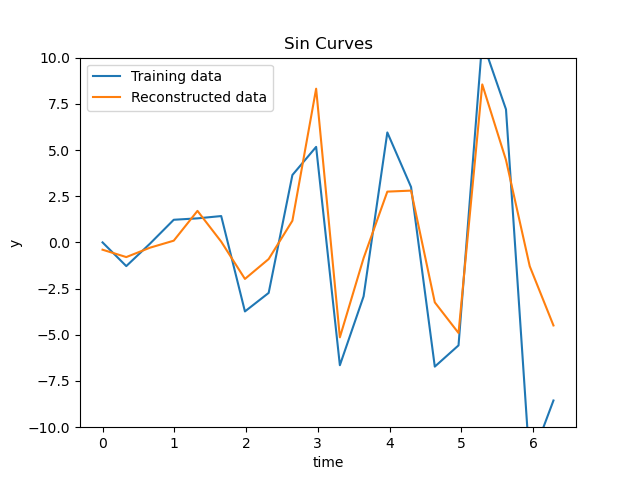 Sin Curves
Training data
Reconstructed data
10.0
7.5
5.0
2.5
0.0
−2.5
−5.0
−7.5
−10.0
y
0 1 2 3 4 5 6
time